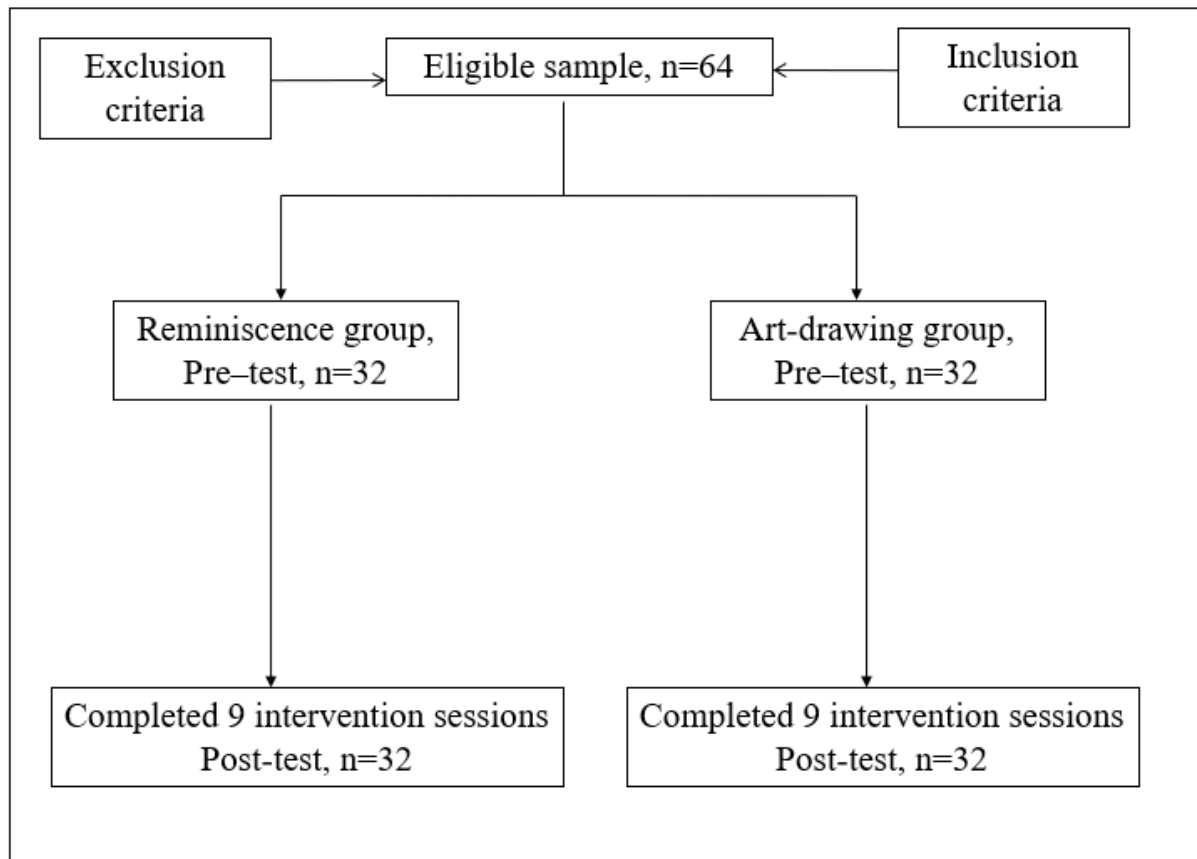 Exclusion
criteria
Eligible sample, n=64
Inclusion
criteria
Reminiscence group,
Pre–test, n=32
Art-drawing group,
Pre–test, n=32
Completed 9 intervention sessions
Post-test, n=32
Completed 9 intervention sessions
Post-test, n=32